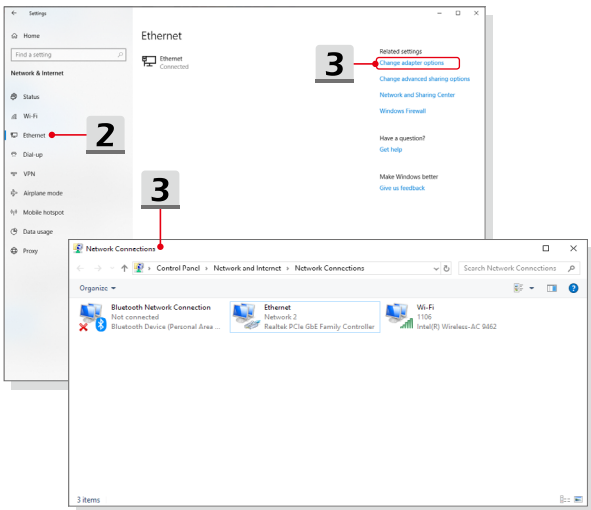 Settings
Home
Find a setting
Network & Internet
Status
Wi-Fi
Ethernet
Dial-up
VPN
Airplane mode
Mobile hotspot
Data usage
Proxy
2
Ethernet
Ethernet
Connected
3
Related settings
Change adapter options
Change advanced sharing options
Network and Sharing Center
Windows Firewall
Have a question?
Get help
Make Windows better
Give us feedback
3
Network Connections
Control Panel › Network and Internet › Network Connections
Search Network Connections
Organize
Bluetooth Network Connection
Not connected
Bluetooth Device (Personal Area ...
Ethernet
Network 2
Realtek PCIe GbE Family Controller
Wi-Fi
1106
Intel(R) Wireless-AC 9462
3 items